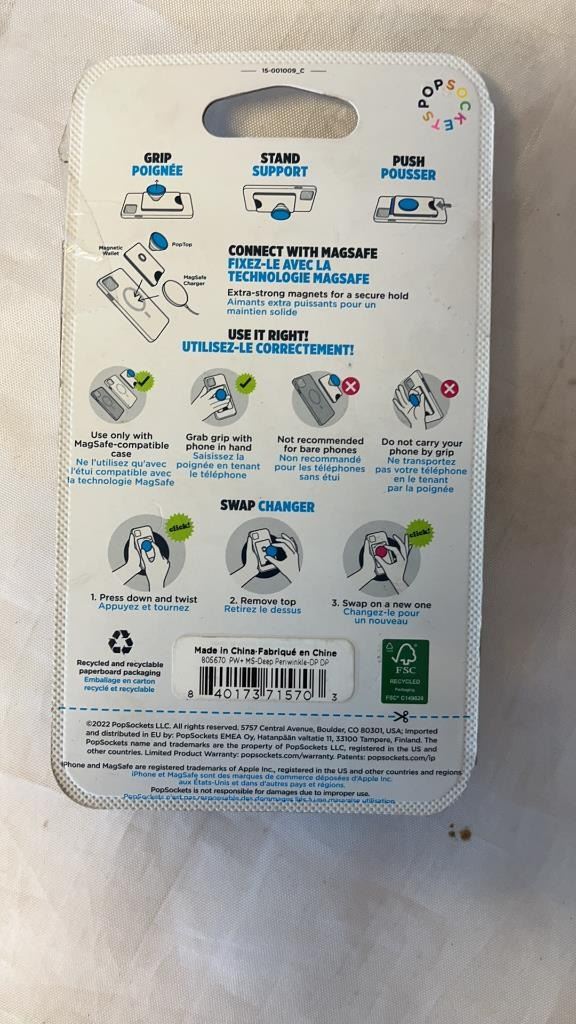 15-001009_C
POPSOCKETS
GRIP
POIGNÉE
STAND
SUPPORT
PUSH
POUSSER
Magnetic
Wallet
PopTop
MagSafe
Charger
CONNECT WITH MAGSAFE
FIXEZ-LE AVEC LA
TECHNOLOGIE MAGSAFE
Extra-strong magnets for a secure hold
Aimants extra puissants pour un
maintien solide
USE IT RIGHT!
UTILISEZ-LE CORRECTEMENT!
Use only with
MagSafe-compatible
case
Ne l'utilisez qu'avec
l'étui compatible avec
la technologie MagSafe
Grab grip with
phone in hand
Saisissez la
poignée en tenant
le téléphone
Not recommended
for bare phones
Non recommandé
pour les téléphones
sans étui
Do not carry your
phone by grip
Ne transportez
pas votre téléphone
en le tenant
par la poignée
SWAP CHANGER
click!
click!
1. Press down and twist
Appuyez et tournez
2. Remove top
Retirez le dessus
3. Swap on a new one
Changez-le pour
un nouveau
Recycled and recyclable
paperboard packaging
Emballage en carton
recyclé et recyclable
Made in China·Fabriqué en Chine
805670 PW+ MS-Deep Periwinkle-DP DP
8 40173 71570 3
FSC
RECYCLED
Packaging
FSC® C149824
©2022 PopSockets LLC. All rights reserved. 5757 Central Avenue, Boulder, CO 80301, USA; Imported
and distributed in EU by: PopSockets EMEA Oy, Hatanpään valtatie 11, 33100 Tampere, Finland. The
PopSockets name and trademarks are the property of PopSockets LLC, registered in the US and
other countries. Limited Product Warranty: popsockets.com/warranty. Patents: popsockets.com/ip
iPhone and MagSafe are registered trademarks of Apple Inc., registered in the US and other countries and regions
iPhone et MagSafe sont des marques de commerce déposées d'Apple Inc.
aux États-Unis et dans d'autres pays et régions.
PopSockets is not responsible for damages due to improper use.
PopSockets n'est pas responsable des dommages liés à une mauvaise utilisation.